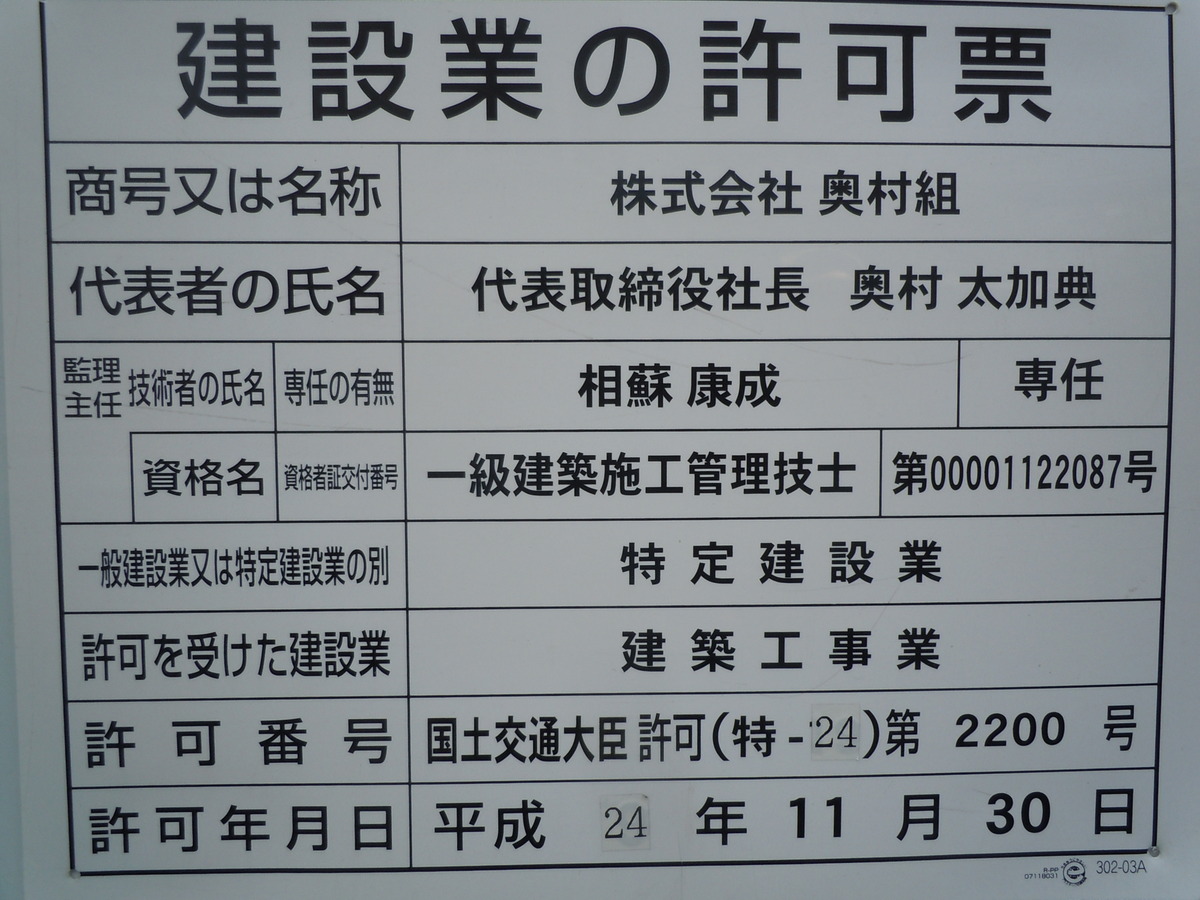 建設業の許可票
商号又は名称 株式会社 奥村組
代表者の氏名 代表取締役社長 奥村 太加典
監理主任 技術者の氏名 専任の有無 相蘇 康成 専任
資格名 資格者証交付番号 一級建築施工管理技士 第00001122087号
一般建設業又は特定建設業の別 特定建設業
許可を受けた建設業 建築工事業
許可番号 国土交通大臣 許可(特-24)第 2200 号
許可年月日 平成 24 年 11 月 30 日
R-PP
07118031
302-03A